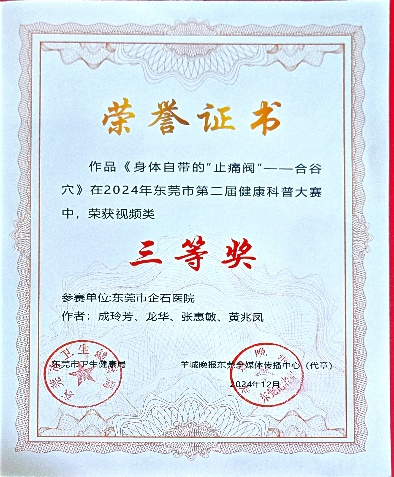 荣誉证书
作品《身体自带的"止痛阀"——合谷
穴》在2024年东莞市第二届健康科普大赛
中，荣获视频类
三等奖
参赛单位:东莞市企石医院
作者：成玲芳、龙华、张惠敏、黄兆凤
东莞市卫生健康局
羊城晚报东莞全媒体传播中心（代章）
2024年12月